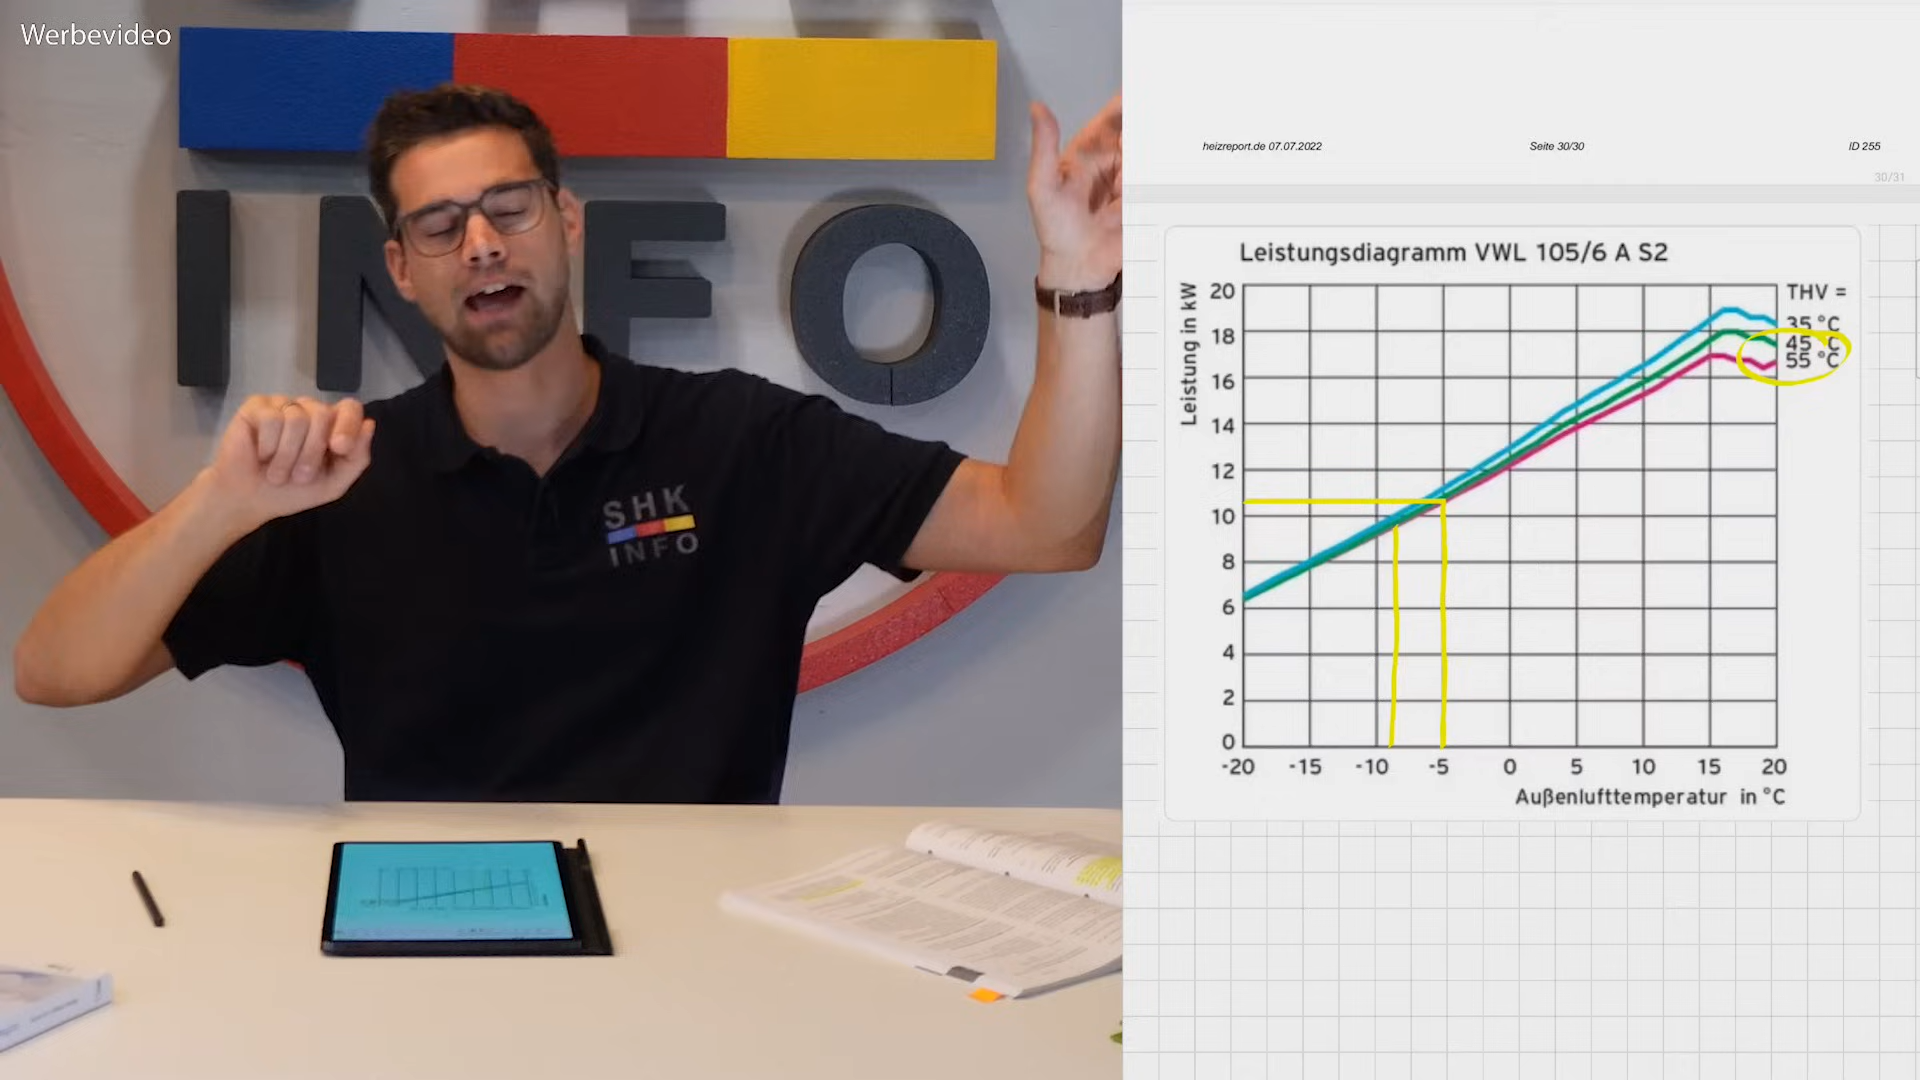 Werbevideo
INFO
SHK
INFO
heizreport.de 07.07.2022
Seite 30/30
ID 255
30/31
Leistungsdiagramm VWL 105/6 A S2
Leistung in kW
20
18
16
14
12
10
8
6
4
2
0
THV =
35 °C
45 °C
55 °C
-20 -15 -10 -5 0 5 10 15 20
Außenlufttemperatur in °C